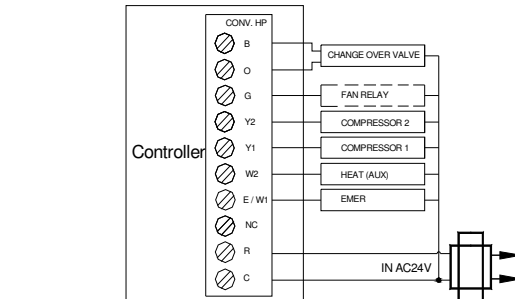 CONV. HP
B
CHANGE OVER VALVE
O
G
FAN RELAY
Y2
COMPRESSOR 2
Controller
Y1
COMPRESSOR 1
W2
HEAT (AUX)
E / W1
EMER
NC
R
IN AC24V
C